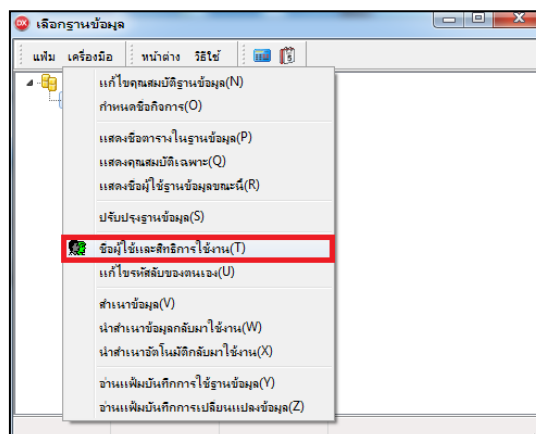 เลือกฐานข้อมูล
แฟ้ม เครื่องมือ หน้าต่าง วิธีใช้
แก้ไขคุณสมบัติฐานข้อมูล(N)
กำหนดชื่อกิจการ(O)
แสดงชื่อตารางในฐานข้อมูล(P)
แสดงคุณสมบัติเฉพาะ(Q)
แสดงชื่อผู้ใช้ฐานข้อมูลขณะนี้(R)
ปรับปรุงฐานข้อมูล(S)
ชื่อผู้ใช้และสิทธิการใช้งาน(T)
แก้ไขรหัสลับของตนเอง(U)
สำเนาข้อมูล(V)
นำสำเนาข้อมูลกลับมาใช้งาน(W)
นำสำเนาอัตโนมัติกลับมาใช้งาน(X)
อ่านแฟ้มบันทึกการใช้ฐานข้อมูล(Y)
อ่านแฟ้มบันทึกการเปลี่ยนแปลงข้อมูล(Z)